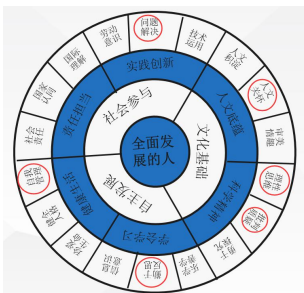 全面发
展的人
文化基础
自主发展
社会参与
人文底蕴
科学精神
学会学习
健康生活
责任担当
实践创新
人文
积淀
人文
关怀
审美
情趣
理性
思维
批判
质疑
勇于
探究
乐学
善学
勤于
反思
信息
意识
珍爱
生命
健全
人格
自我
管理
社会
责任
国家
认同
国际
理解
劳动
意识
问题
解决
技术
运用